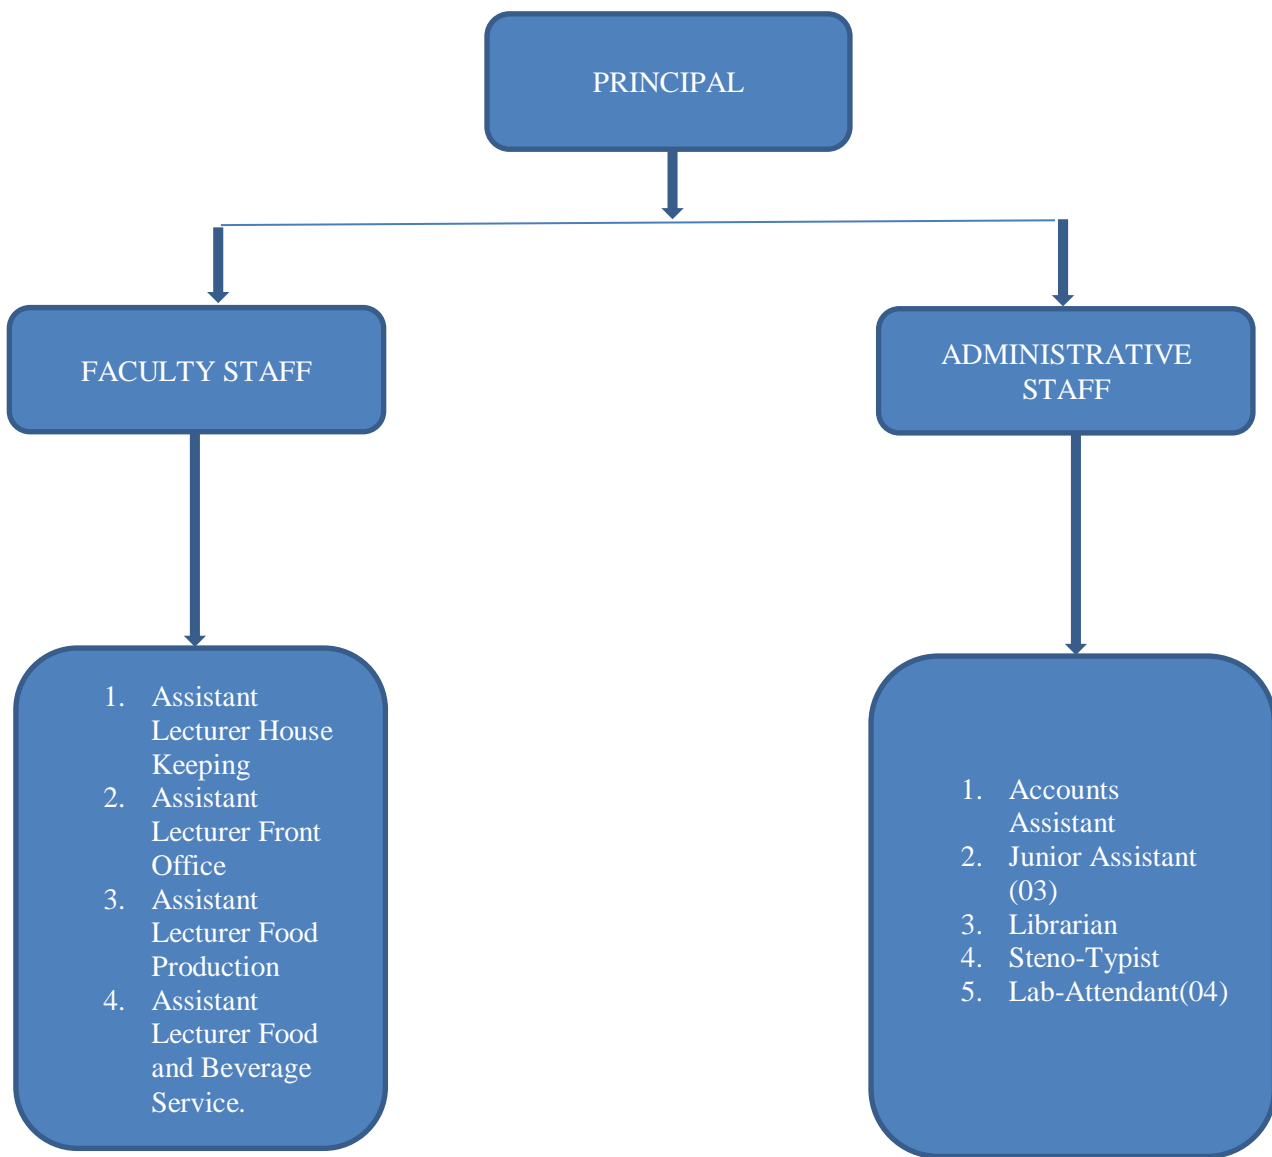 PRINCIPAL
FACULTY STAFF
ADMINISTRATIVE
STAFF
1. Assistant
Lecturer House
Keeping
2. Assistant
Lecturer Front
Office
3. Assistant
Lecturer Food
Production
4. Assistant
Lecturer Food
and Beverage
Service.
1. Accounts
Assistant
2. Junior Assistant
(03)
3. Librarian
4. Steno-Typist
5. Lab-Attendant(04)